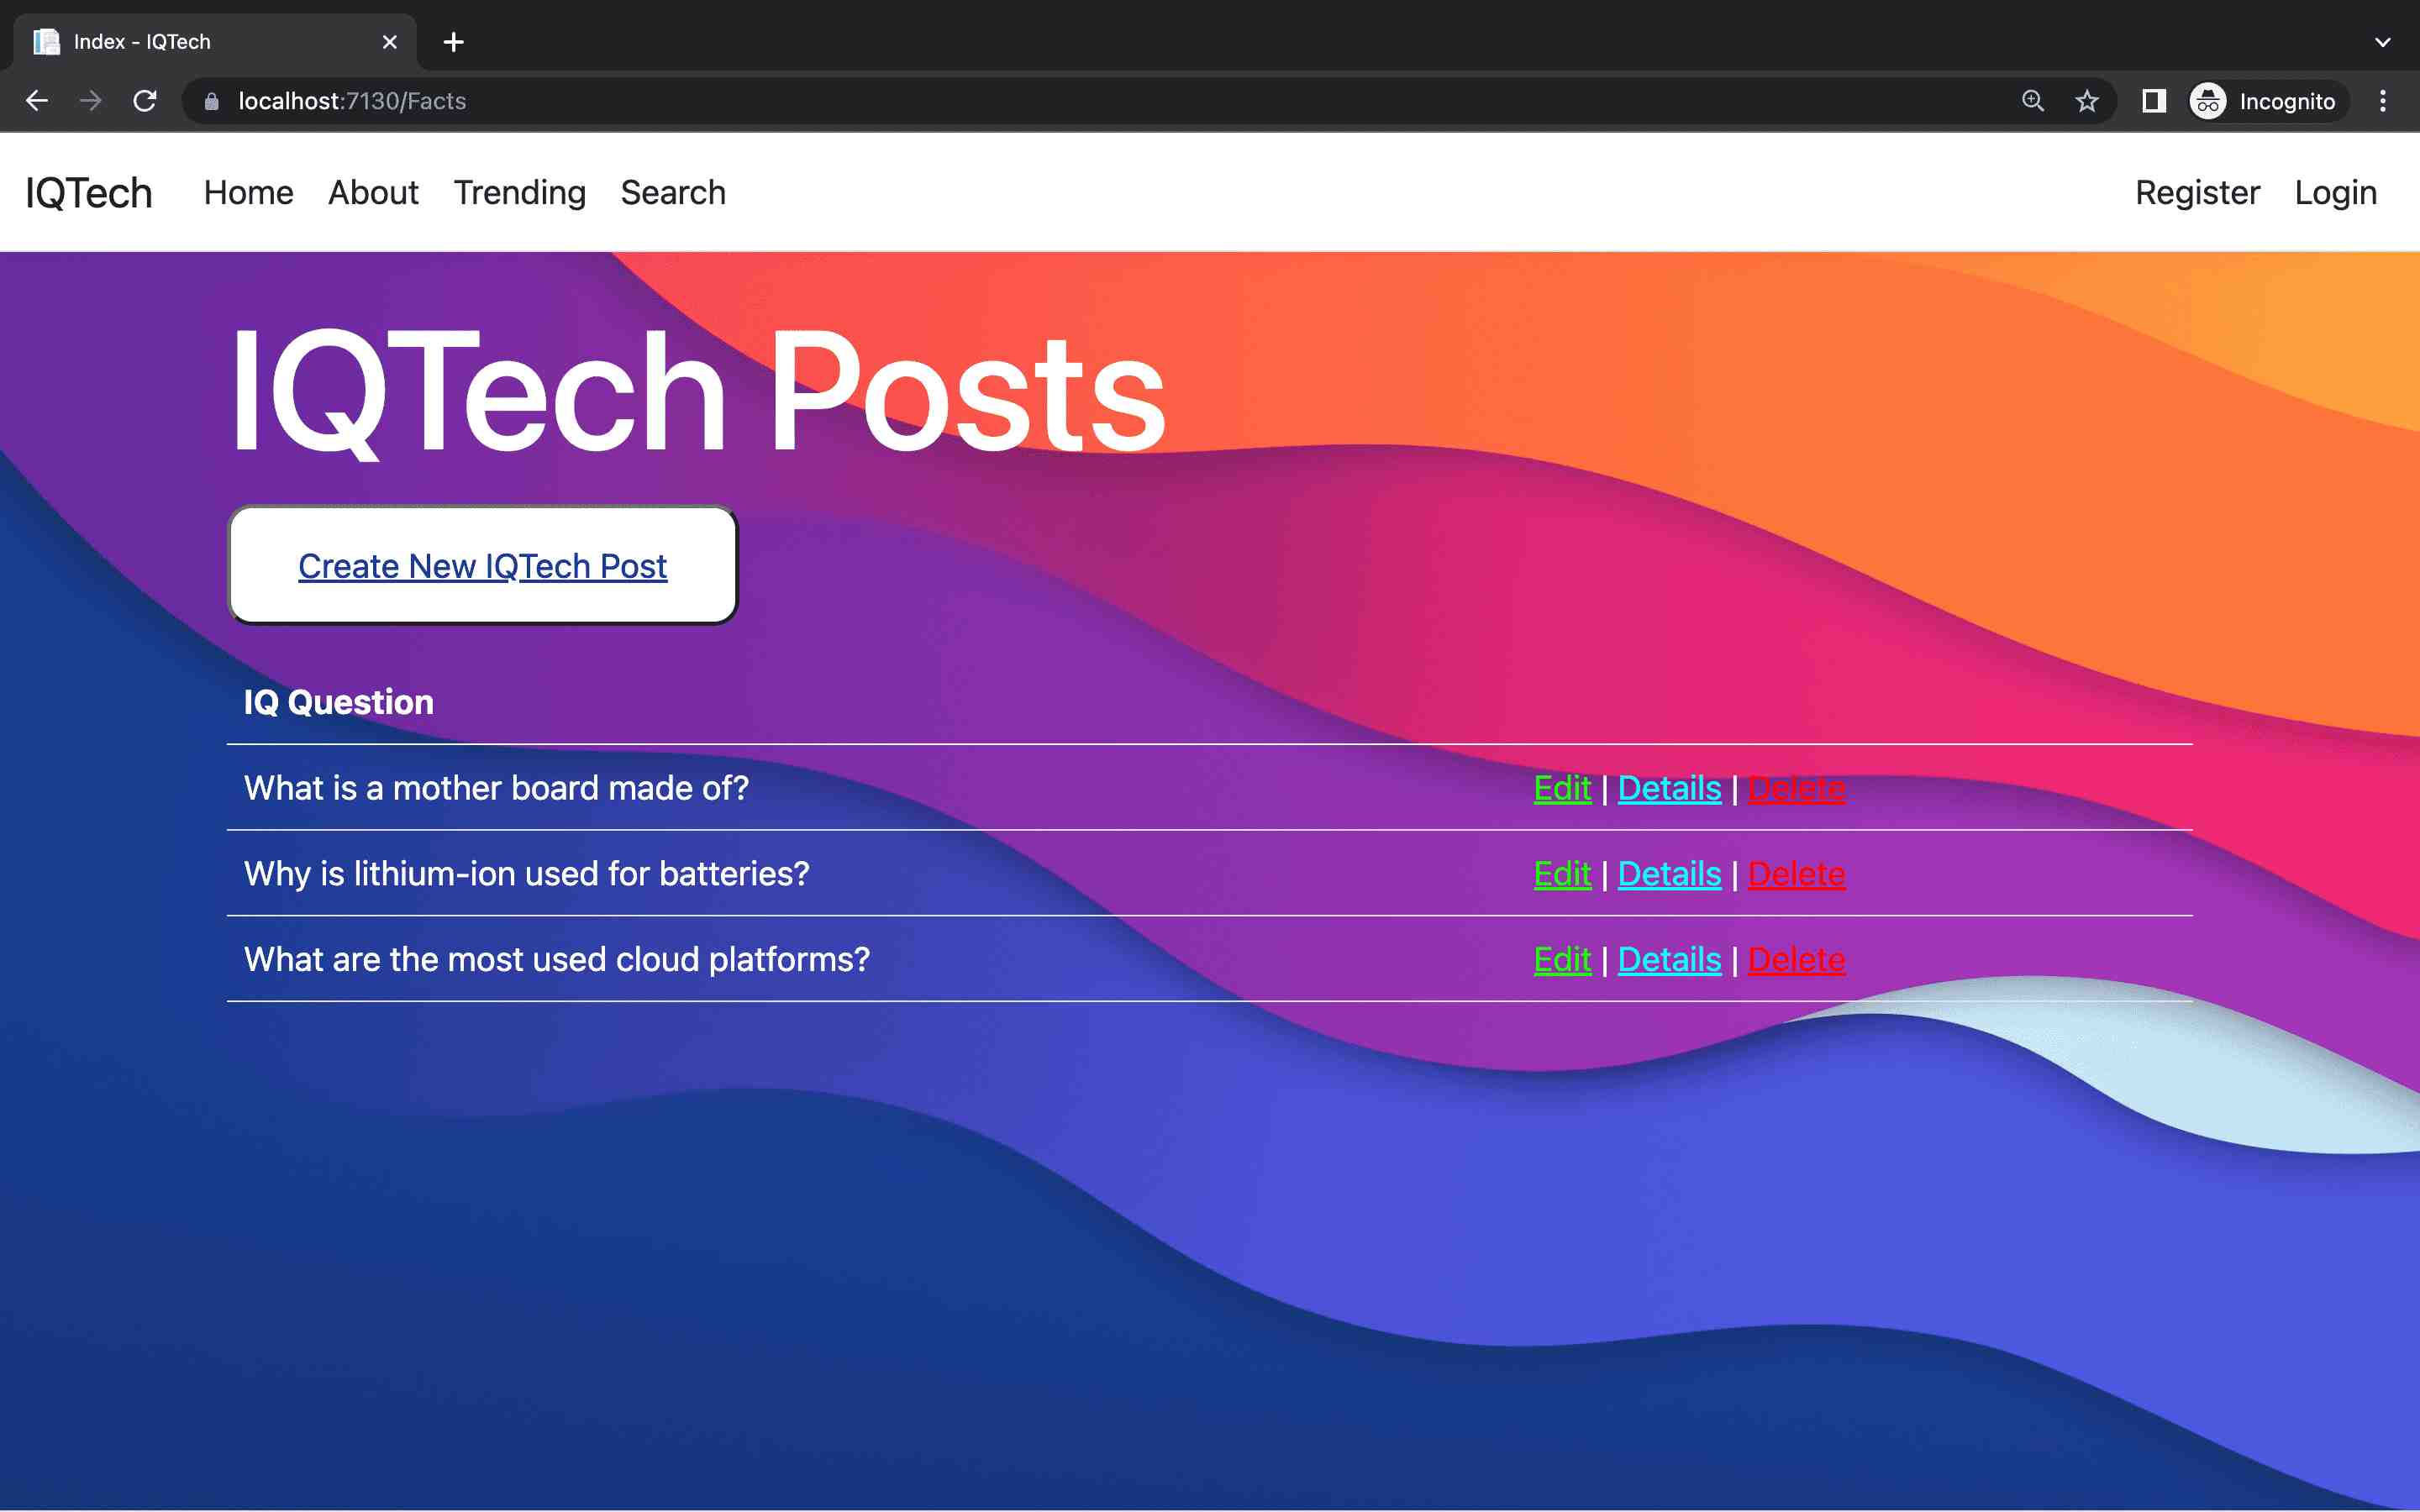 Index - IQTech
localhost:7130/Facts
Incognito
IQTech Home About Trending Search Register Login
IQTech Posts
Create New IQTech Post
IQ Question
What is a mother board made of? Edit | Details | Delete
Why is lithium-ion used for batteries? Edit | Details | Delete
What are the most used cloud platforms? Edit | Details | Delete